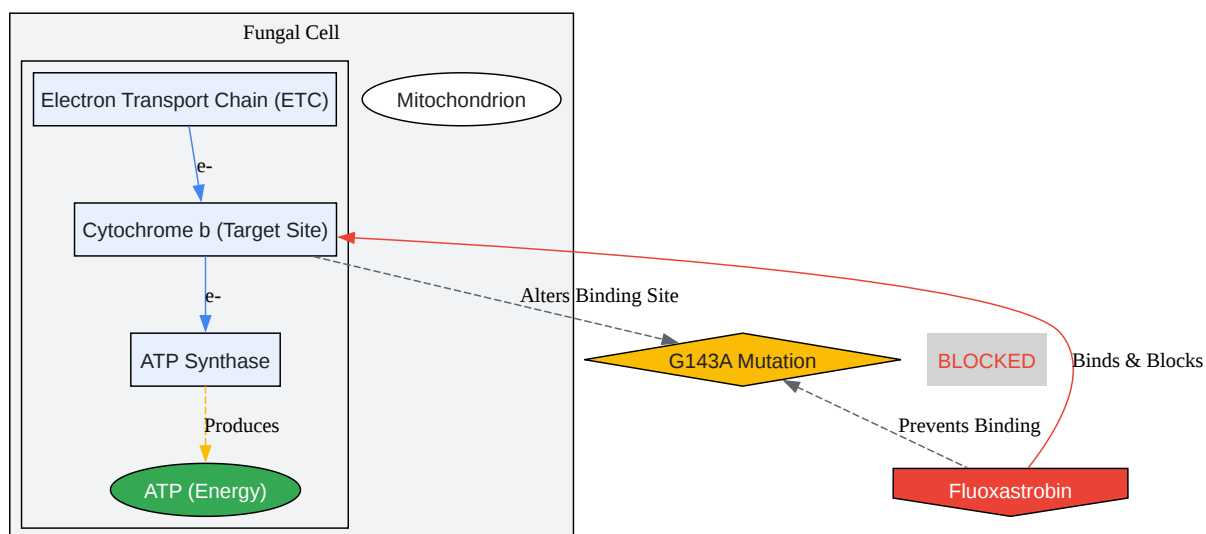 Fungal Cell
Electron Transport Chain (ETC)
Mitochondrion
e-
Cytochrome b (Target Site)
e-
Alters Binding Site
ATP Synthase
G143A Mutation
BLOCKED
Binds & Blocks
Produces
Prevents Binding
ATP (Energy)
Fluoxastrobin